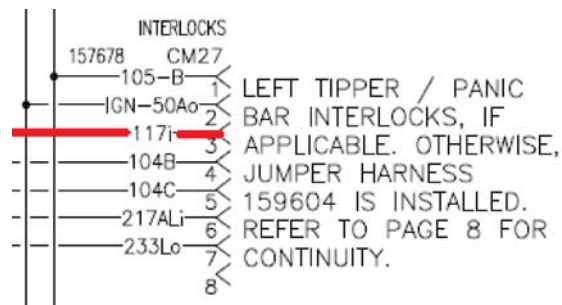 INTERLOCKS
157678 CM27
105-B 1
IGN-50Ao 2
117i 3
104B 4
104C 5
217ALi 6
233Lo 7
8
LEFT TIPPER / PANIC
BAR INTERLOCKS, IF
APPLICABLE. OTHERWISE,
JUMPER HARNESS
159604 IS INSTALLED.
REFER TO PAGE 8 FOR
CONTINUITY.